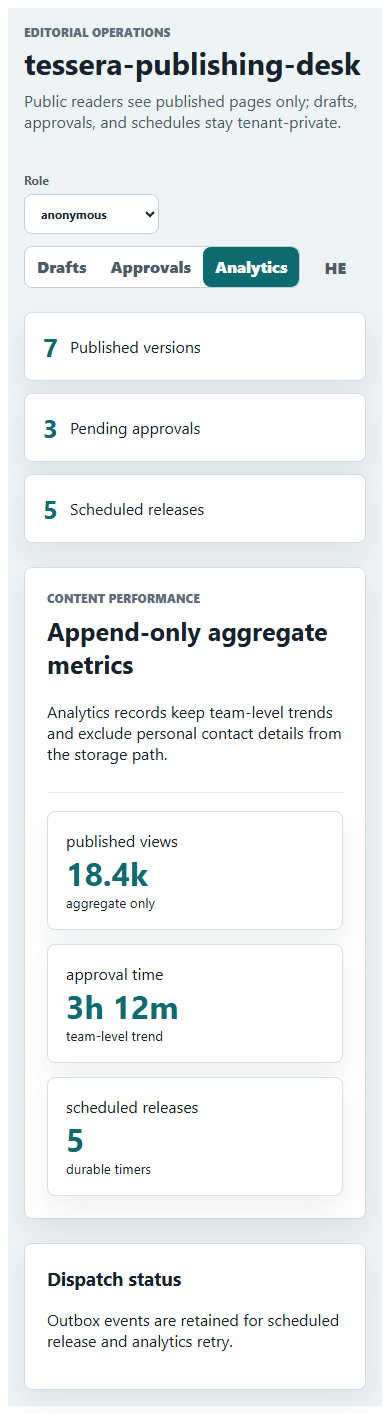 EDITORIAL OPERATIONS
tessera-publishing-desk
Public readers see published pages only; drafts,
approvals, and schedules stay tenant-private.
Role
anonymous
Drafts Approvals Analytics HE
7 Published versions
3 Pending approvals
5 Scheduled releases
CONTENT PERFORMANCE
Append-only aggregate
metrics
Analytics records keep team-level trends
and exclude personal contact details from
the storage path.
published views
18.4k
aggregate only
approval time
3h 12m
team-level trend
scheduled releases
5
durable timers
Dispatch status
Outbox events are retained for scheduled
release and analytics retry.